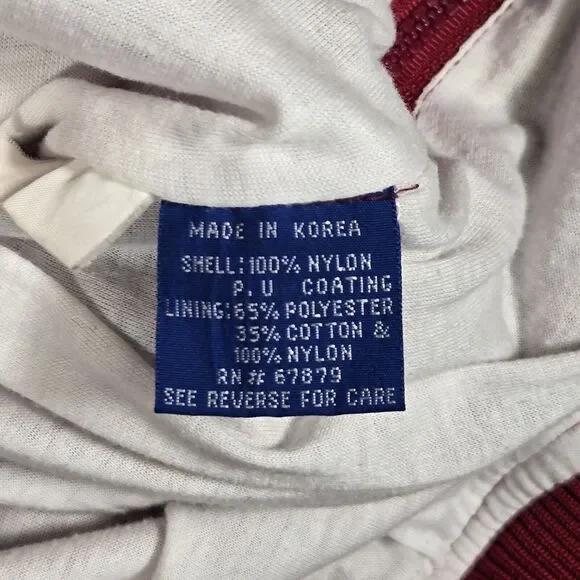 MADE IN KOREA
SHELL: 100% NYLON
P. U COATING
LINING: 65% POLYESTER
35% COTTON &
100% NYLON
RN# 67879
SEE REVERSE FOR CARE